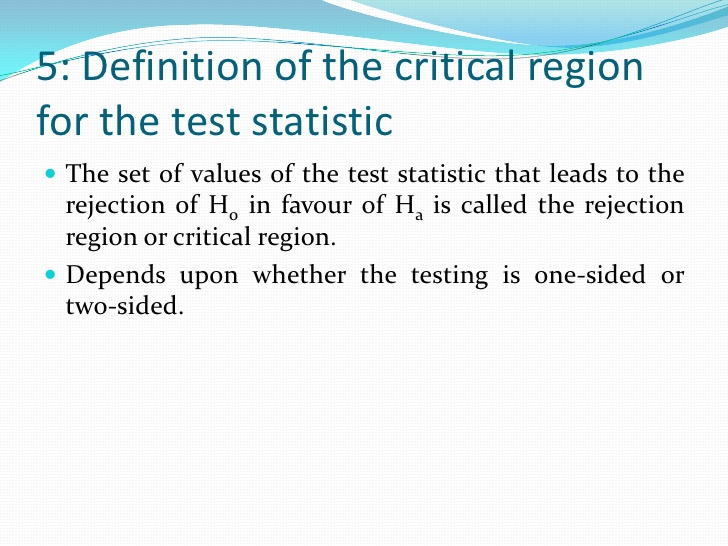 5: Definition of the critical region
for the test statistic
• The set of values of the test statistic that leads to the
rejection of H₀ in favour of Hₐ is called the rejection
region or critical region.
• Depends upon whether the testing is one-sided or
two-sided.